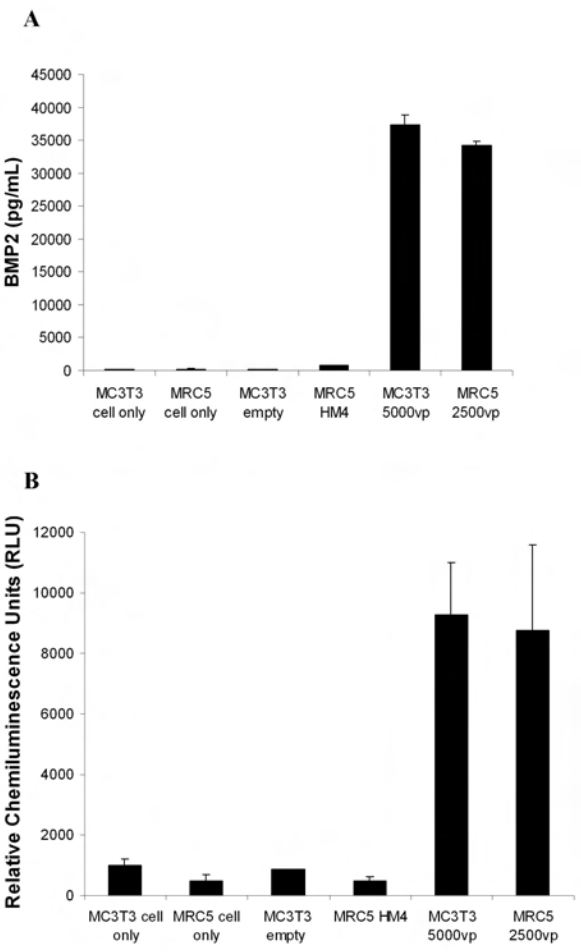 A
BMP2 (pg/mL)
45000
40000
35000
30000
25000
20000
15000
10000
5000
0
MC3T3 MRC5 MC3T3 MRC5 MC3T3 MRC5
cell only cell only empty HM4 5000vp 2500vp
B
Relative Chemiluminescence Units (RLU)
12000
10000
8000
6000
4000
2000
0
MC3T3 cell MRC5 cell MC3T3 MRC5 HM4 MC3T3 MRC5
only only empty 5000vp 2500vp